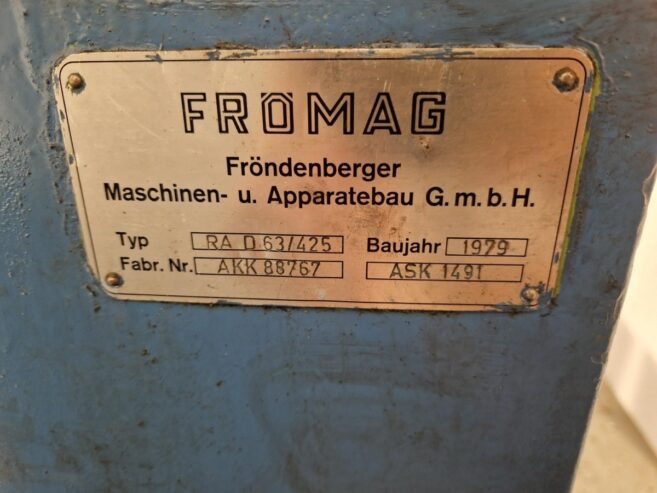 FRÖMAG
Fröndenberger
Maschinen- u. Apparatebau G.m.b.H.
Typ RA D 63/425 Baujahr 1979
Fabr. Nr. AKK 88767 ASK 1491